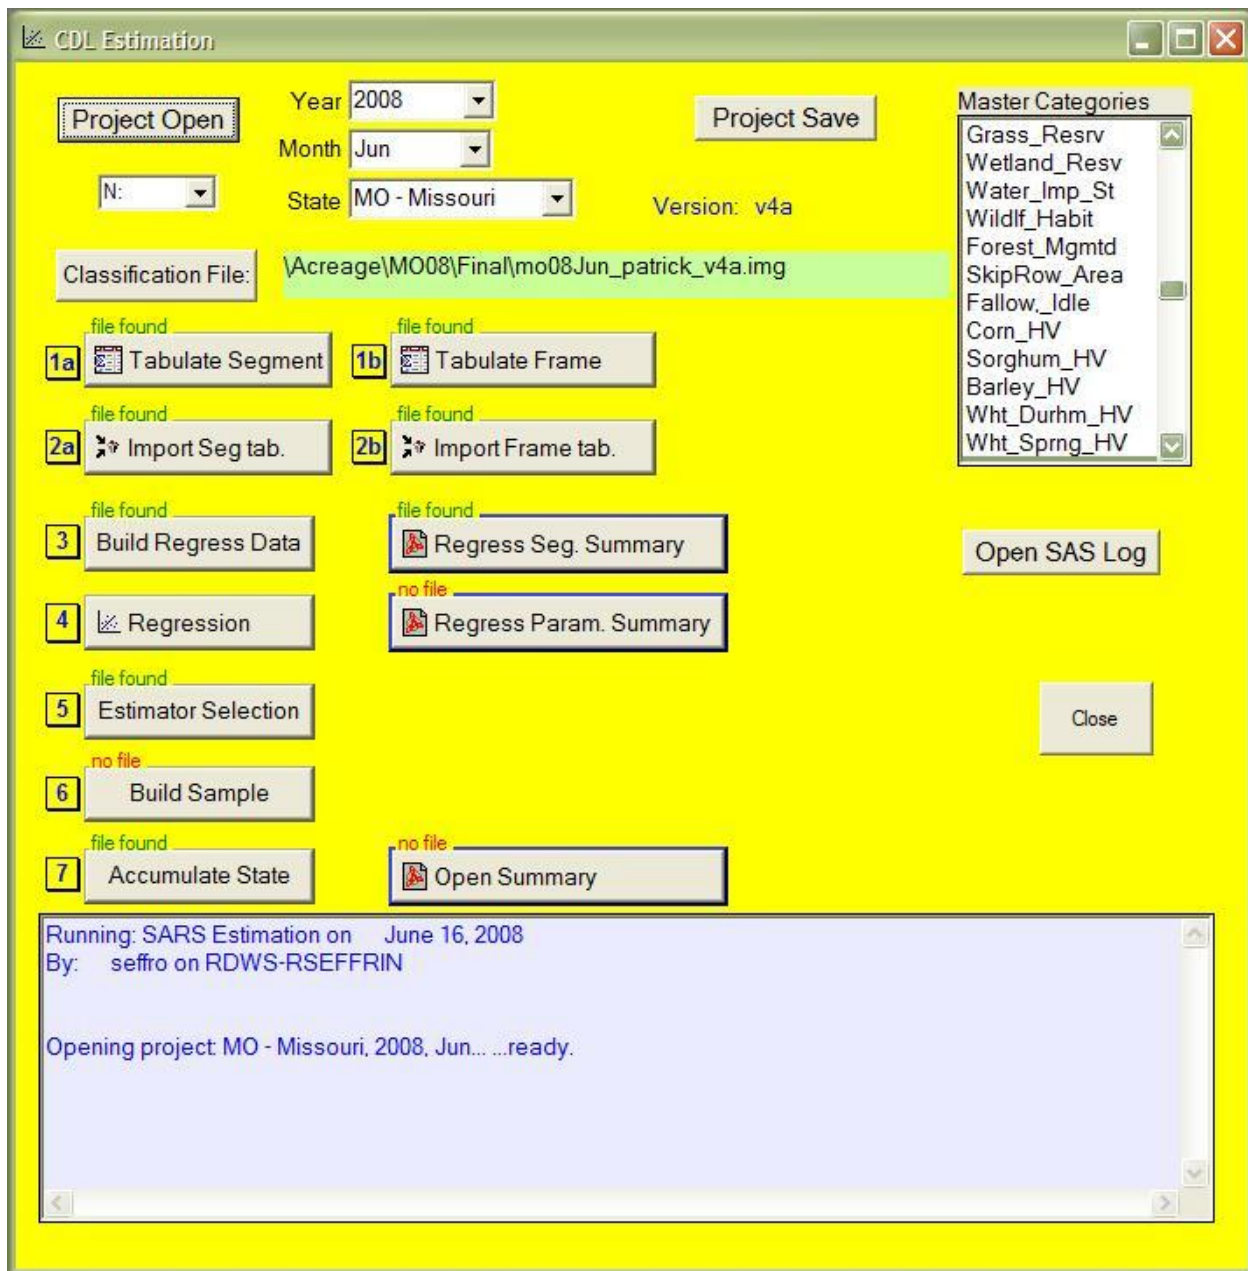 CDL Estimation
Project Open
Year 2008
Month Jun
N:
State MO - Missouri
Project Save
Version: v4a
Master Categories
Grass_Resrv
Wetland_Resv
Water_Imp_St
Wildlf_Habit
Forest_Mgmtd
SkipRow_Area
Fallow,_Idle
Corn_HV
Sorghum_HV
Barley_HV
Wht_Durhm_HV
Wht_Sprng_HV
Classification File:
\Acreage\MO08\Final\mo08Jun_patrick_v4a.img
file found
1a Tabulate Segment
file found
1b Tabulate Frame
file found
2a Import Seg tab.
file found
2b Import Frame tab.
file found
3 Build Regress Data
file found
Regress Seg. Summary
Open SAS Log
4 Regression
no file
Regress Param. Summary
file found
5 Estimator Selection
Close
no file
6 Build Sample
file found
7 Accumulate State
no file
Open Summary
Running: SARS Estimation on June 16, 2008
By: seffro on RDWS-RSEFFRIN
Opening project: MO - Missouri, 2008, Jun... ...ready.